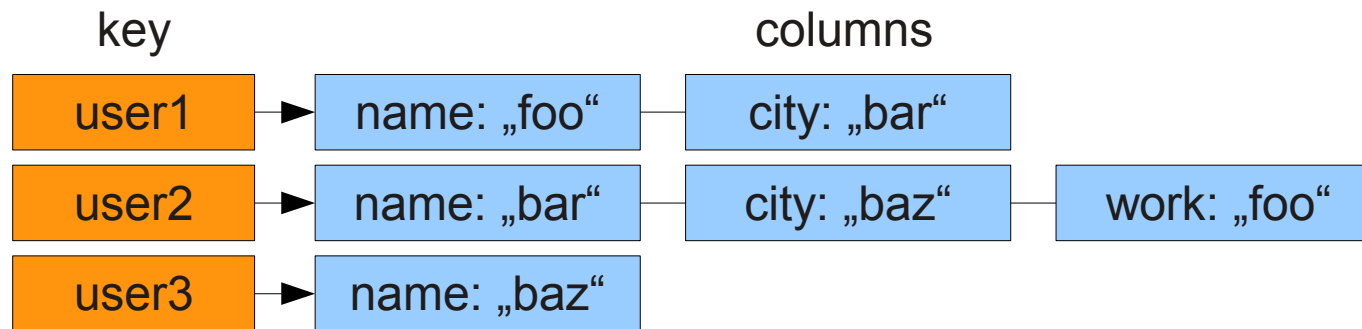 key columns
user1 name: „foo“ city: „bar“
user2 name: „bar“ city: „baz“ work: „foo“
user3 name: „baz“